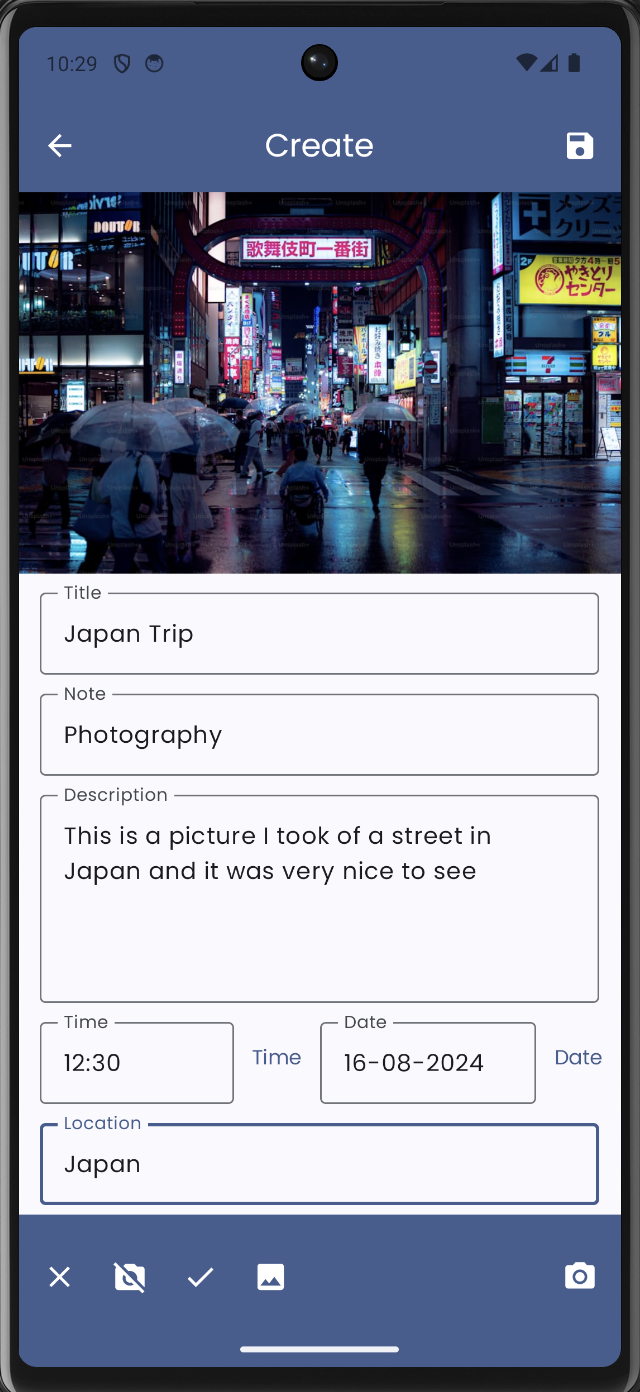 10:29
Create
DOUTOR
歌舞伎町一番街
メンズ
クリニッ
2F
やきとり
センター
7
Title
Japan Trip
Note
Photography
Description
This is a picture I took of a street in
Japan and it was very nice to see
Time
12:30
Time
Date
16-08-2024
Date
Location
Japan